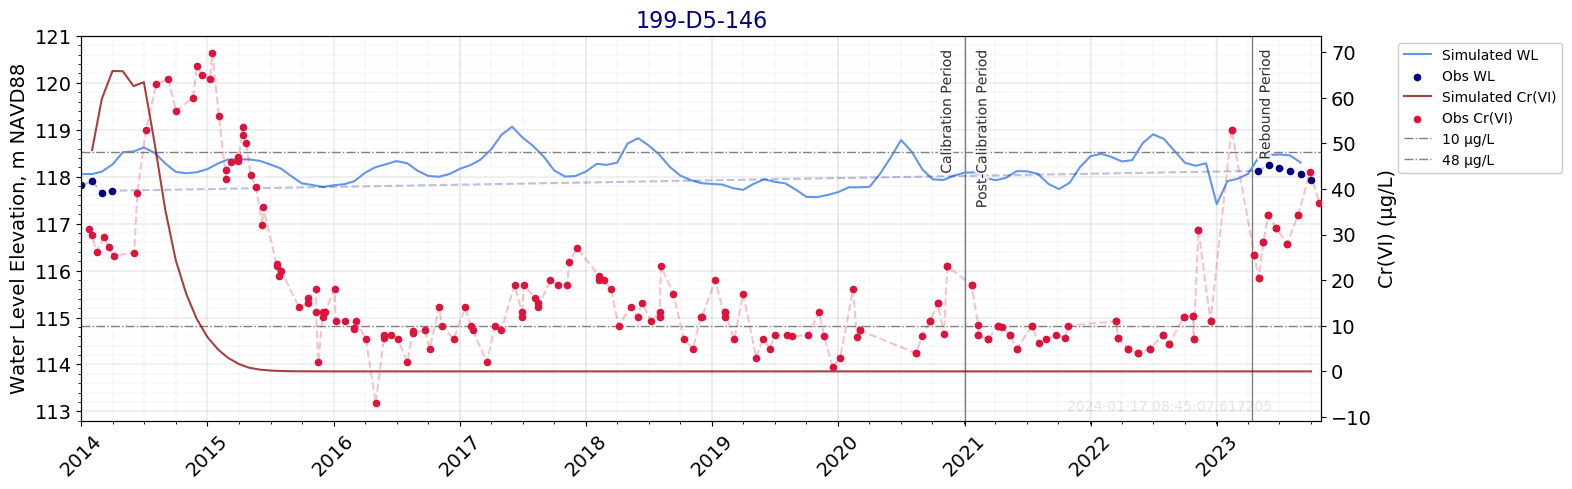 199-D5-146
Water Level Elevation, m NAVD88
121
120
119
118
117
116
115
114
113
70
60
50
40
30
20
10
0
−10
Cr(VI) (μg/L)
2014
2015
2016
2017
2018
2019
2020
2021
2022
2023
Calibration Period
Post-Calibration Period
Rebound Period
2024-01-17 08:45:07.617205
Simulated WL
Obs WL
Simulated Cr(VI)
Obs Cr(VI)
10 μg/L
48 μg/L